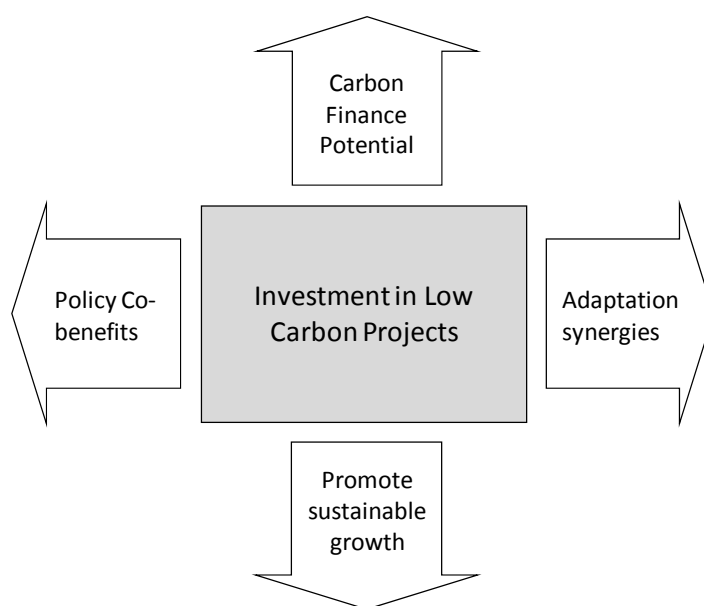 Carbon
Finance
Potential
Policy Co-
benefits
Investment in Low
Carbon Projects
Adaptation
synergies
Promote
sustainable
growth